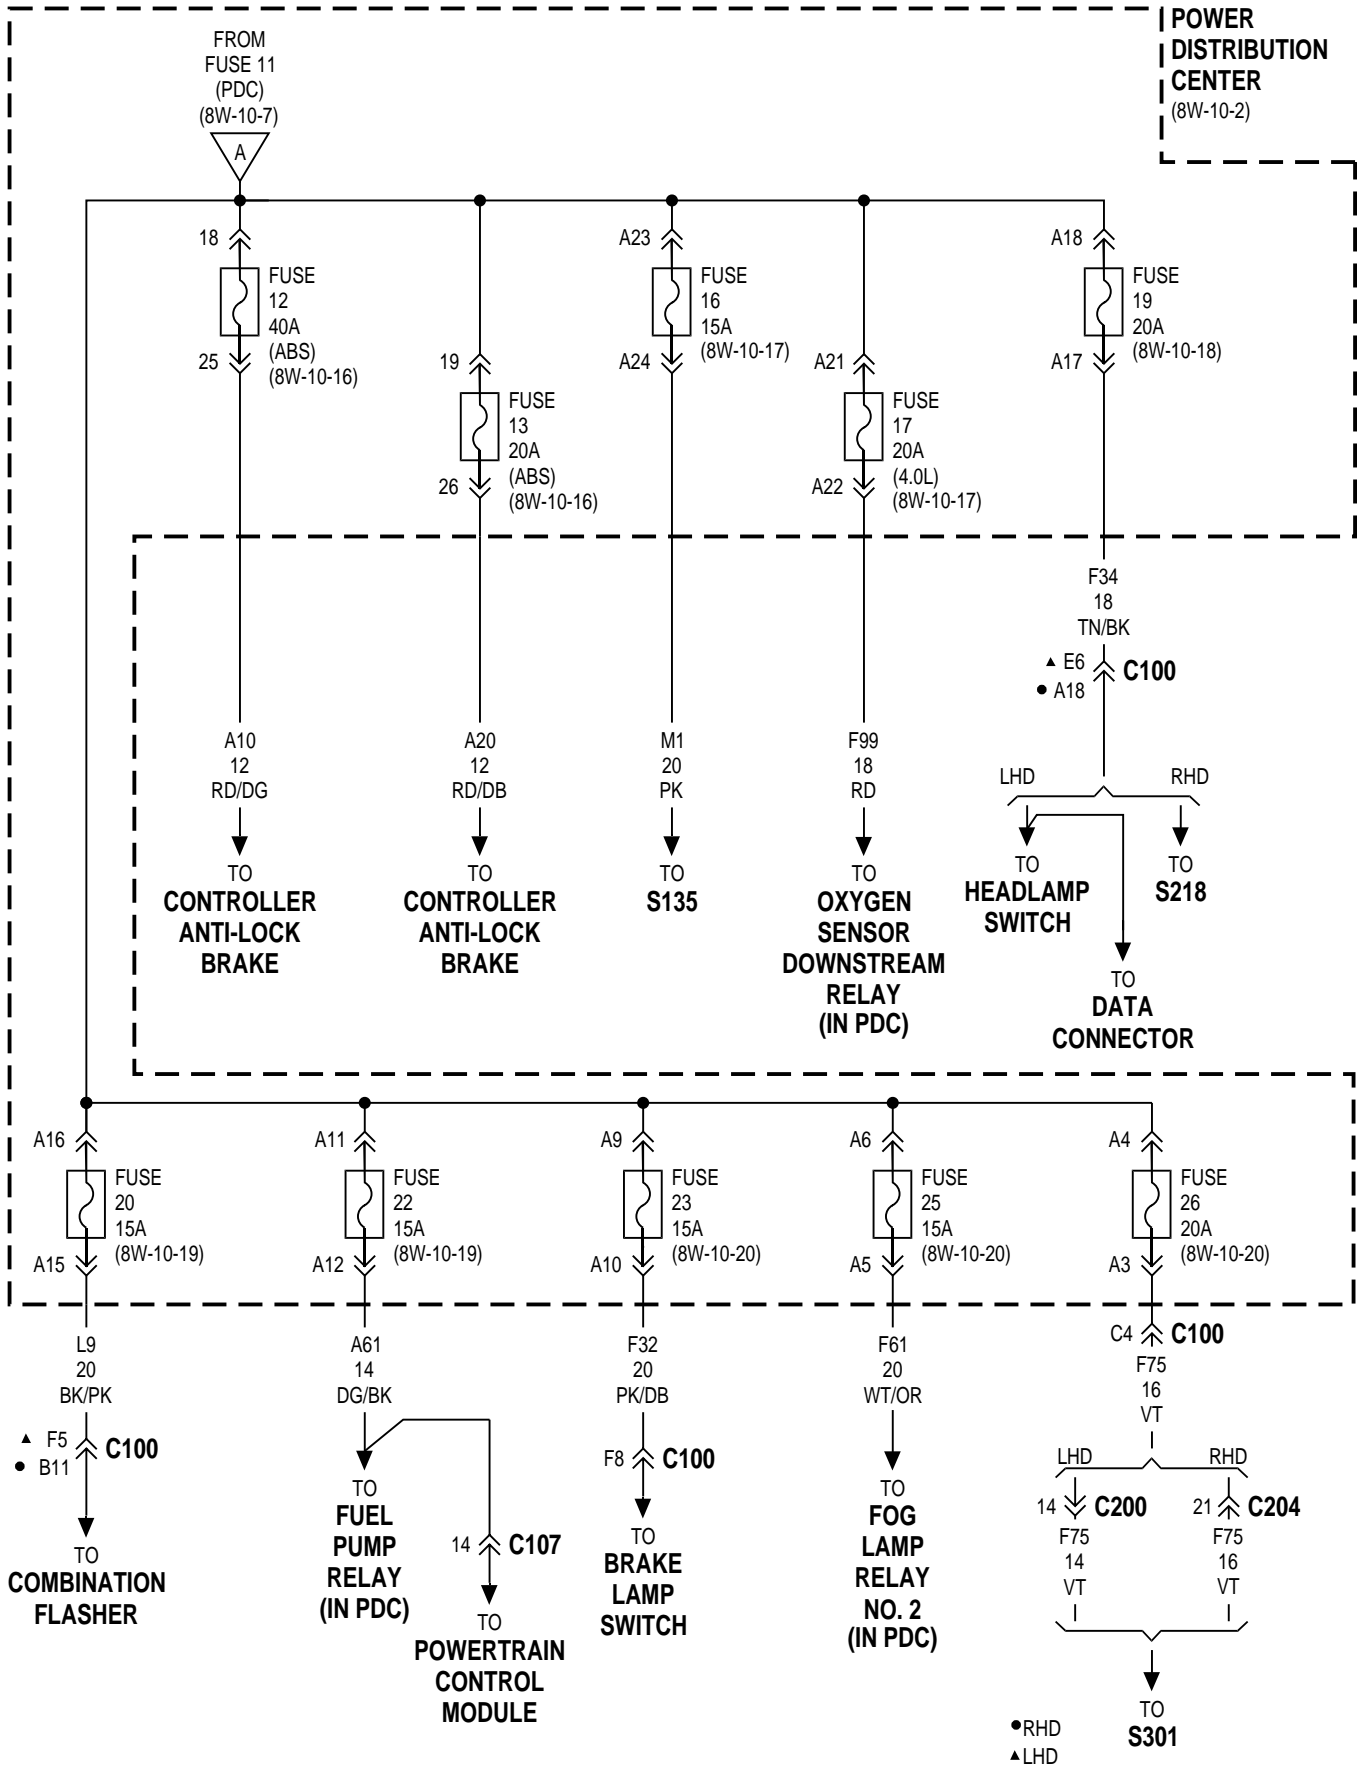 POWER
DISTRIBUTION
CENTER
(8W-10-2)
FROM
FUSE 11
(PDC)
(8W-10-7)
A
18
FUSE
12
40A
(ABS)
(8W-10-16)
25
19
FUSE
13
20A
(ABS)
(8W-10-16)
26
A23
FUSE
16
15A
(8W-10-17)
A24
A21
FUSE
17
20A
(4.0L)
(8W-10-17)
A22
A18
FUSE
19
20A
(8W-10-18)
A17
F34
18
TN/BK
▲ E6
● A18
C100
LHD
RHD
A10
12
RD/DG
TO
CONTROLLER
ANTI-LOCK
BRAKE
A20
12
RD/DB
TO
CONTROLLER
ANTI-LOCK
BRAKE
M1
20
PK
TO
S135
F99
18
RD
TO
OXYGEN
SENSOR
DOWNSTREAM
RELAY
(IN PDC)
TO
HEADLAMP
SWITCH
TO
S218
TO
DATA
CONNECTOR
A16
FUSE
20
15A
(8W-10-19)
A15
A11
FUSE
22
15A
(8W-10-19)
A12
A9
FUSE
23
15A
(8W-10-20)
A10
A6
FUSE
25
15A
(8W-10-20)
A5
A4
FUSE
26
20A
(8W-10-20)
A3
L9
20
BK/PK
▲ F5
● B11
C100
TO
COMBINATION
FLASHER
A61
14
DG/BK
TO
FUEL
PUMP
RELAY
(IN PDC)
14
C107
TO
POWERTRAIN
CONTROL
MODULE
F32
20
PK/DB
F8
C100
TO
BRAKE
LAMP
SWITCH
F61
20
WT/OR
TO
FOG
LAMP
RELAY
NO. 2
(IN PDC)
C4
C100
F75
16
VT
LHD
RHD
14
C200
F75
14
VT
21
C204
F75
16
VT
TO
S301
●RHD
▲LHD